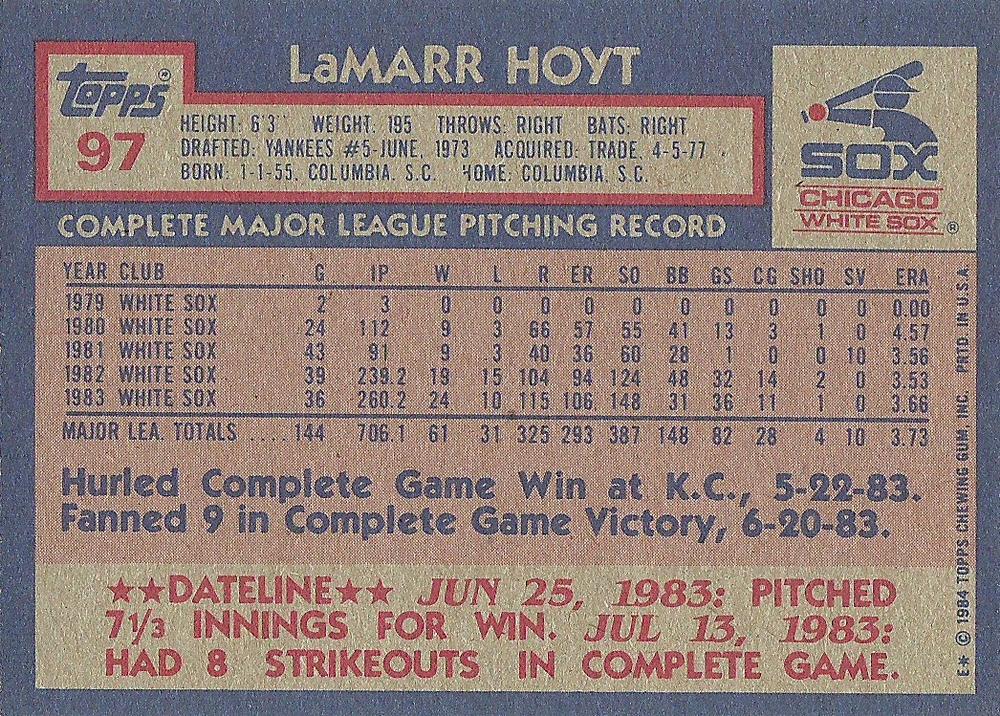 LaMARR HOYT
Topps®
97
HEIGHT: 6'3" WEIGHT: 195 THROWS: RIGHT BATS: RIGHT
DRAFTED: YANKEES #5-JUNE, 1973 ACQUIRED: TRADE, 4-5-77
BORN: 1-1-55, COLUMBIA, S.C. HOME: COLUMBIA, S.C.
SOX
CHICAGO
WHITE SOX®
COMPLETE MAJOR LEAGUE PITCHING RECORD
YEAR CLUB G IP W L R ER SO BB GS CG SHO SV ERA
1979 WHITE SOX 2 3 0 0 0 0 0 0 0 0 0 0 0.00
1980 WHITE SOX 24 112 9 3 66 57 55 41 13 3 1 0 4.57
1981 WHITE SOX 43 91 9 3 40 36 60 28 1 0 0 10 3.56
1982 WHITE SOX 39 239.2 19 15 104 94 124 48 32 14 2 0 3.53
1983 WHITE SOX 36 260.2 24 10 115 106 148 31 36 11 1 0 3.66
MAJOR LEA. TOTALS .... 144 706.1 61 31 325 293 387 148 82 28 4 10 3.73
Hurled Complete Game Win at K.C., 5-22-83.
Fanned 9 in Complete Game Victory, 6-20-83.
★★DATELINE★★ JUN 25, 1983: PITCHED
7⅓ INNINGS FOR WIN. JUL 13, 1983:
HAD 8 STRIKEOUTS IN COMPLETE GAME.
E* © 1984 TOPPS CHEWING GUM, INC. PRTD IN U.S.A.